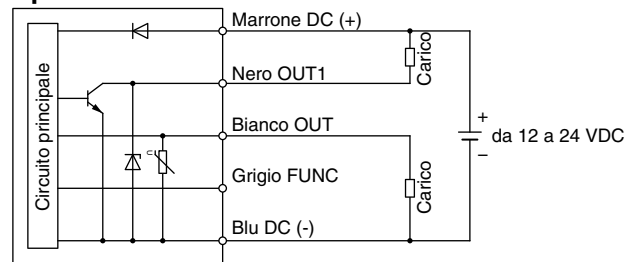 Marrone DC (+)
Carico
Nero OUT1
Circuito principale
Bianco OUT
+
da 12 a 24 VDC
–
Grigio FUNC
Carico
Blu DC (-)